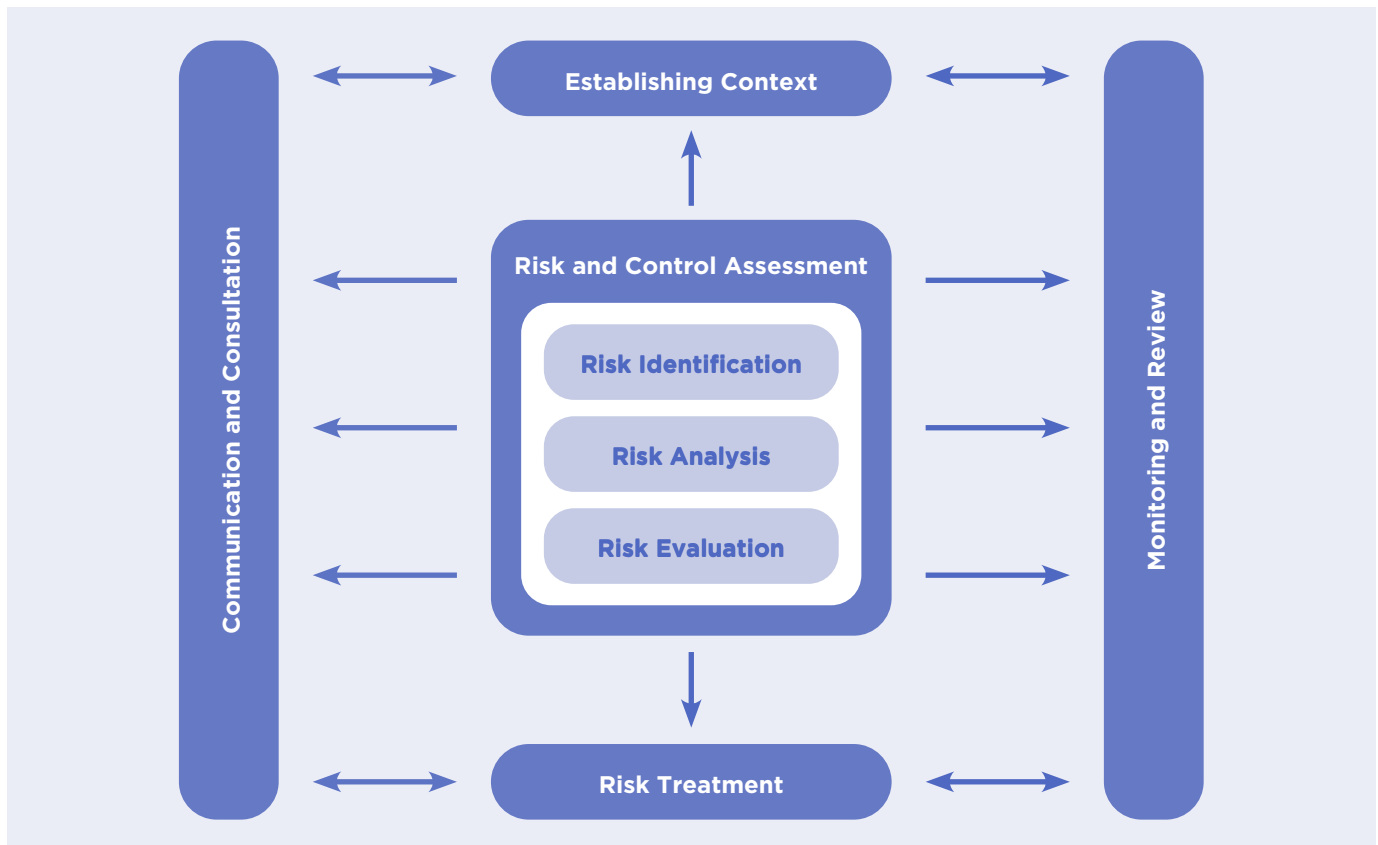 Establishing Context
Communication and Consultation
Risk and Control Assessment
Risk Identification
Risk Analysis
Risk Evaluation
Monitoring and Review
Risk Treatment